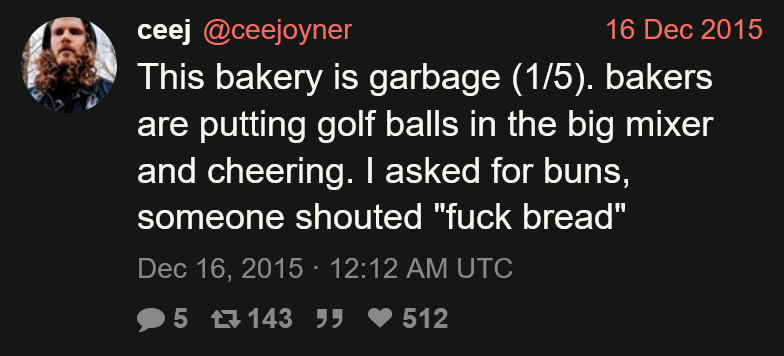 ceej @ceejoyner 16 Dec 2015
This bakery is garbage (1/5). bakers
are putting golf balls in the big mixer
and cheering. I asked for buns,
someone shouted "fuck bread"
Dec 16, 2015 · 12:12 AM UTC
5 143 512